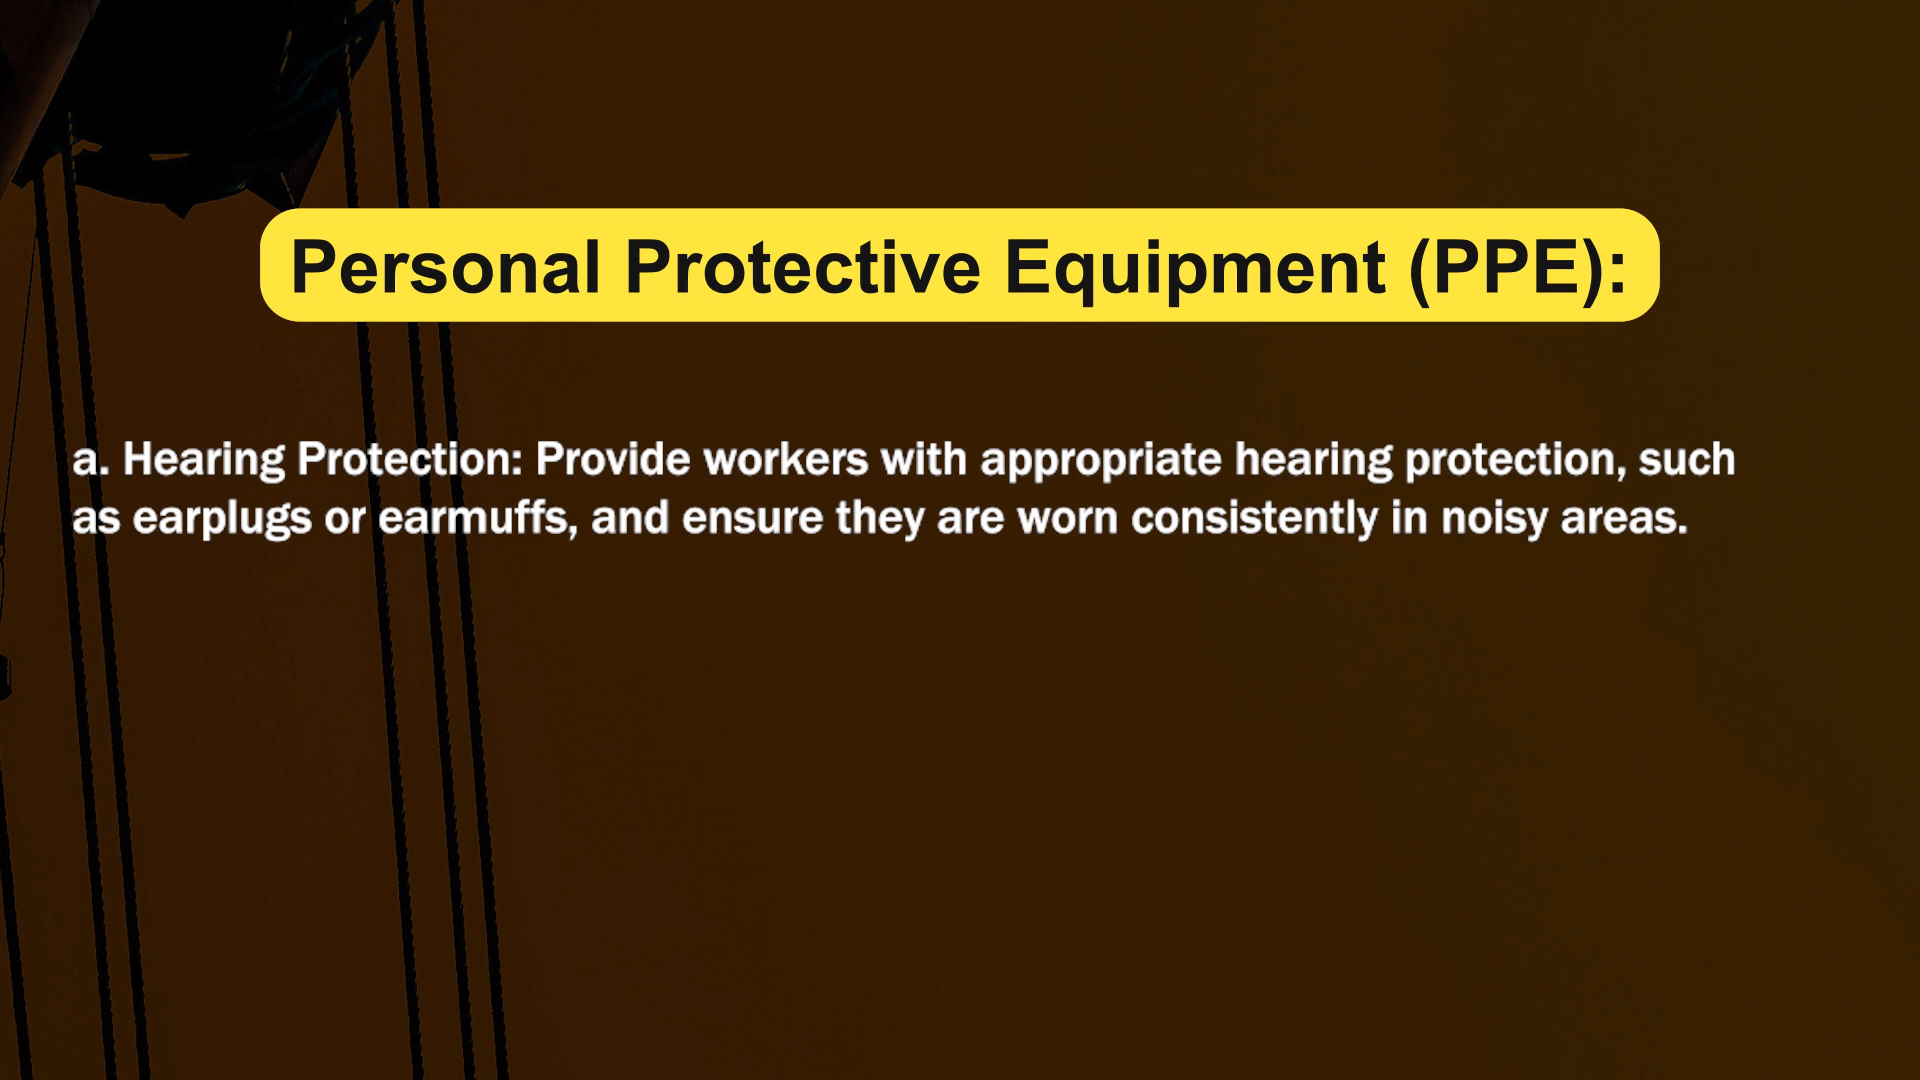 Personal Protective Equipment (PPE):
a. Hearing Protection: Provide workers with appropriate hearing protection, such
as earplugs or earmuffs, and ensure they are worn consistently in noisy areas.